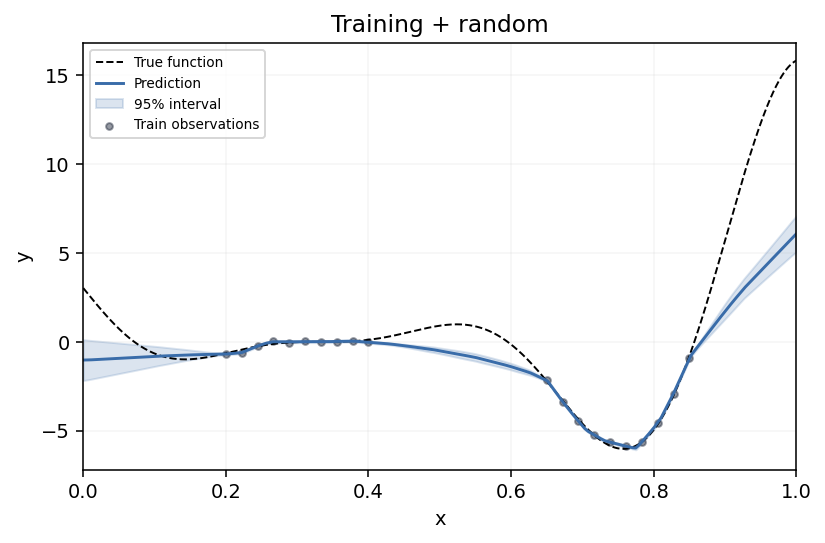 Training + random
True function
Prediction
95% interval
Train observations
y
15
10
5
0
−5
0.0 0.2 0.4 0.6 0.8 1.0
x